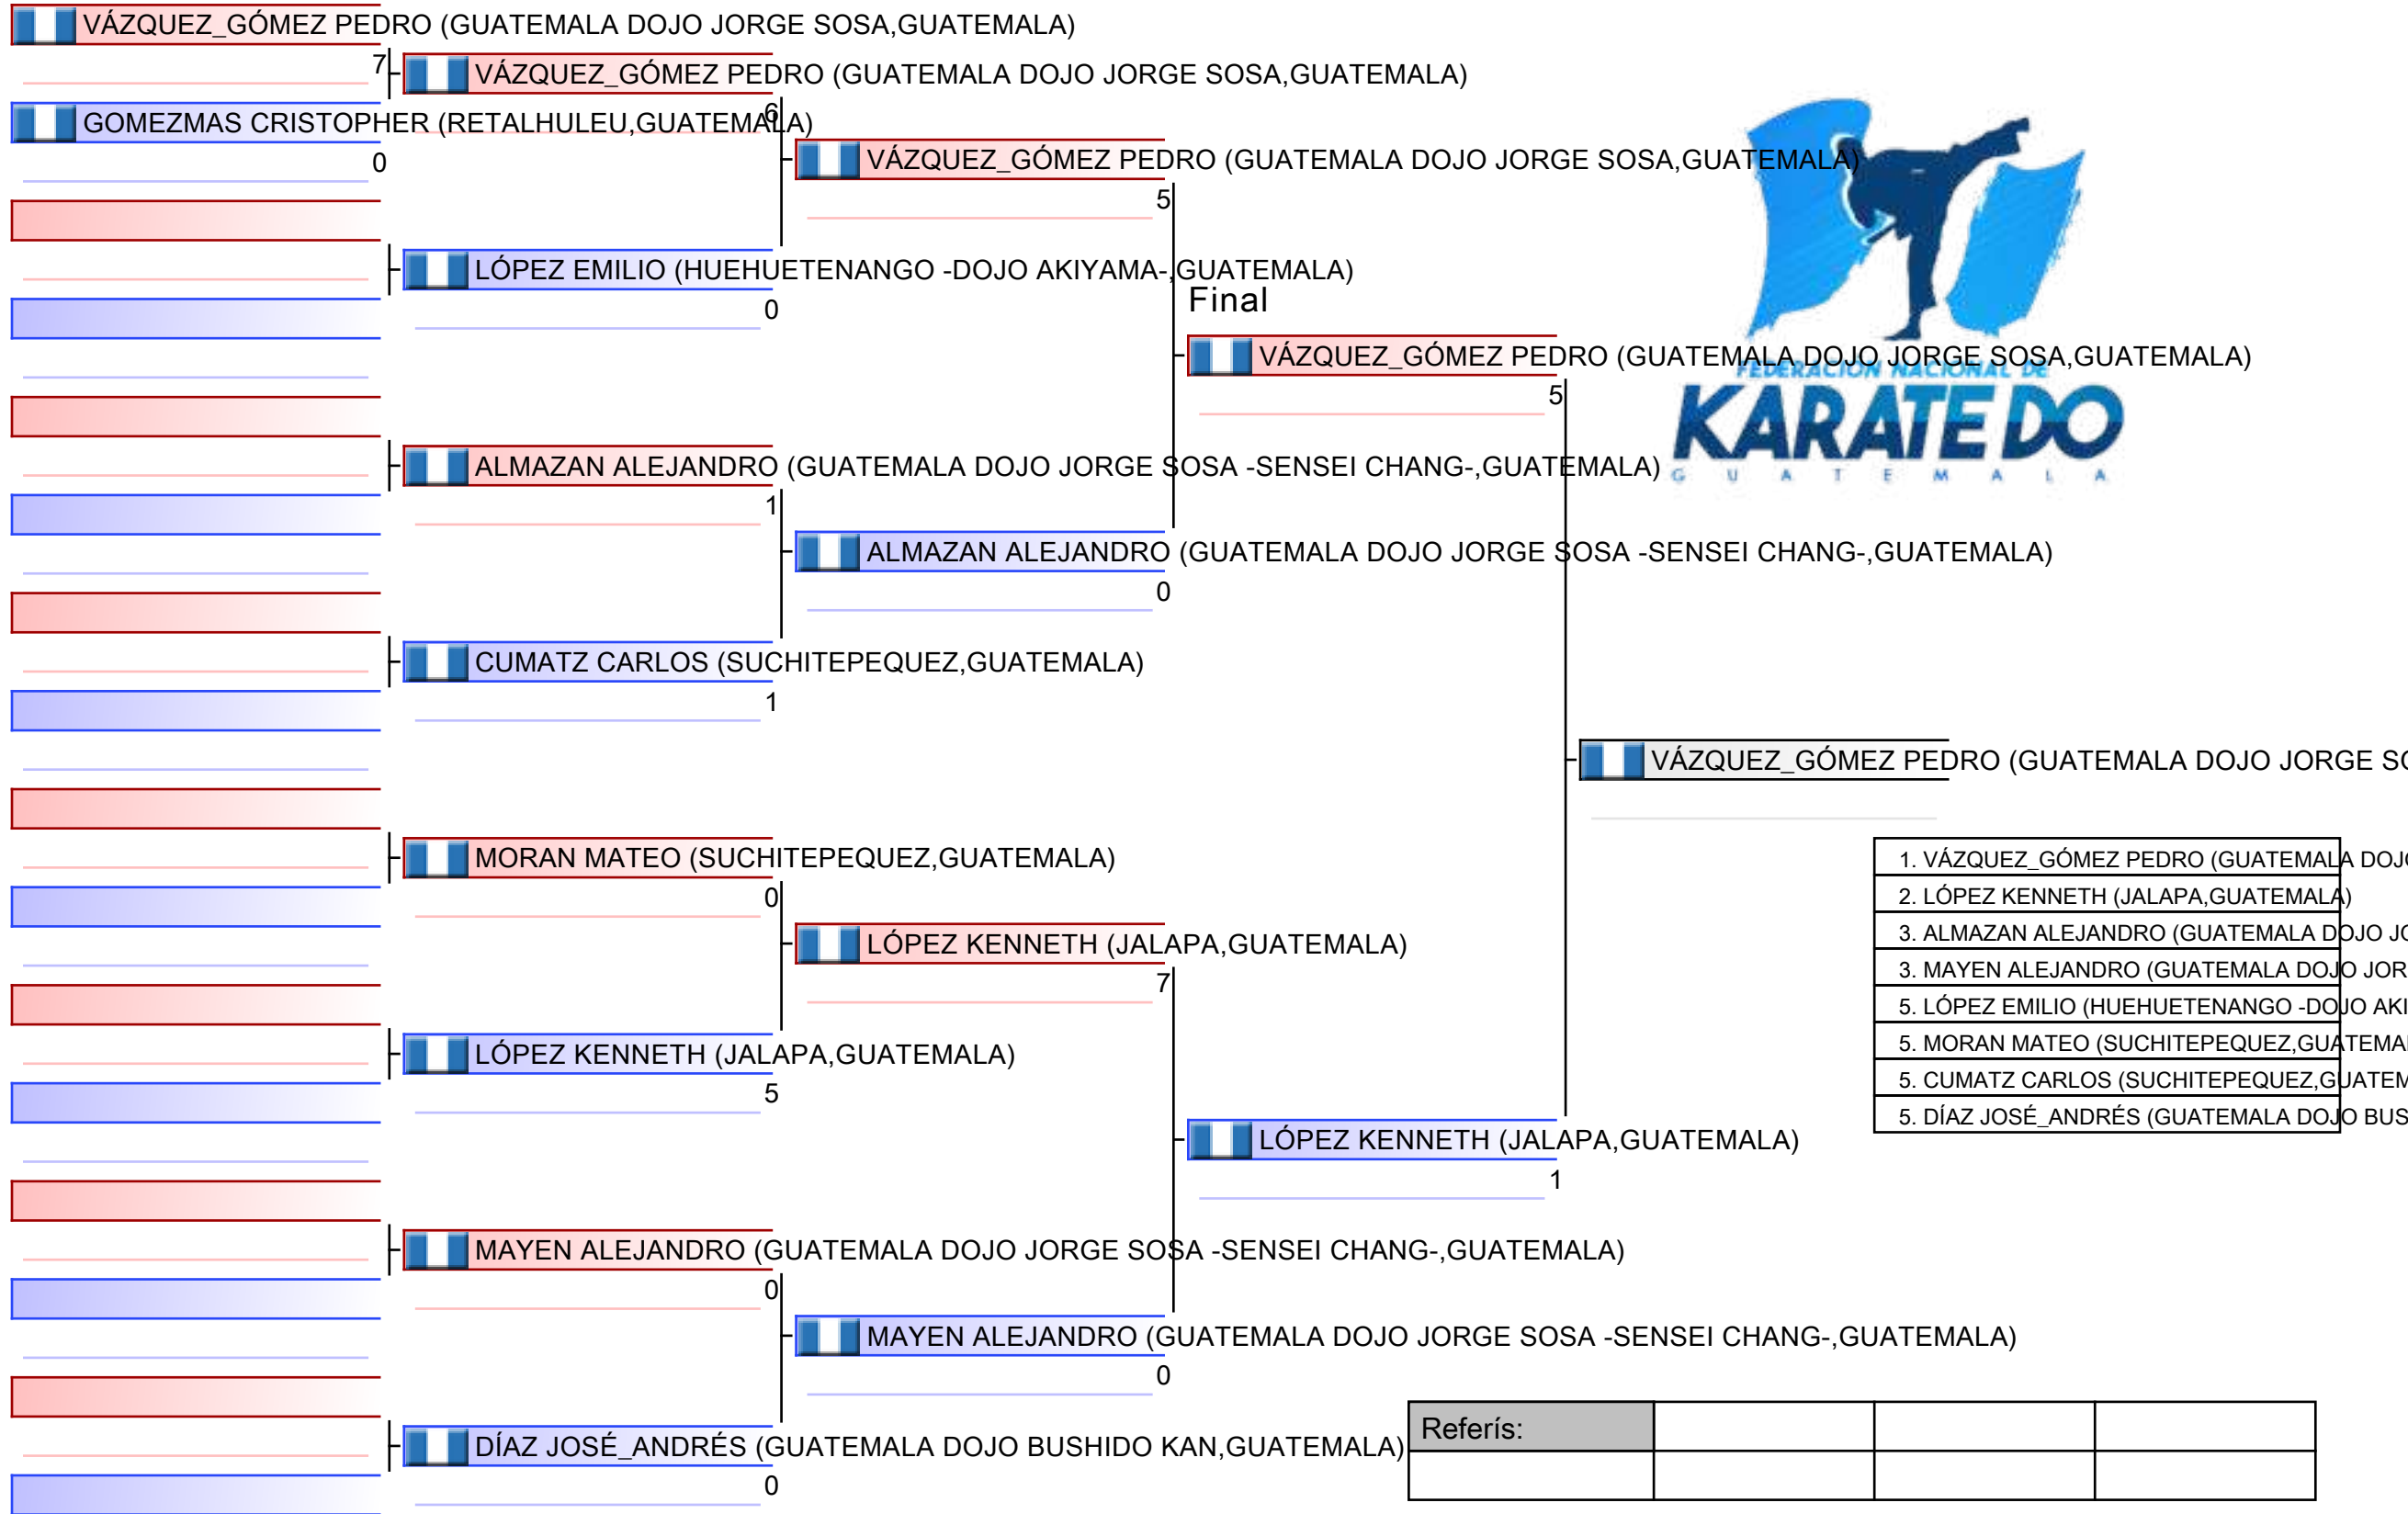 VÁZQUEZ_GÓMEZ PEDRO (GUATEMALA DOJO JORGE SOSA,GUATEMALA)
7
GOMEZMAS CRISTOPHER (RETALHULEU,GUATEMALA)
0
VÁZQUEZ_GÓMEZ PEDRO (GUATEMALA DOJO JORGE SOSA,GUATEMALA)
6
LÓPEZ EMILIO (HUEHUETENANGO -DOJO AKIYAMA-,GUATEMALA)
0
ALMAZAN ALEJANDRO (GUATEMALA DOJO JORGE SOSA -SENSEI CHANG-,GUATEMALA)
1
CUMATZ CARLOS (SUCHITEPEQUEZ,GUATEMALA)
1
MORAN MATEO (SUCHITEPEQUEZ,GUATEMALA)
0
LÓPEZ KENNETH (JALAPA,GUATEMALA)
5
MAYEN ALEJANDRO (GUATEMALA DOJO JORGE SOSA -SENSEI CHANG-,GUATEMALA)
0
DÍAZ JOSÉ_ANDRÉS (GUATEMALA DOJO BUSHIDO KAN,GUATEMALA)
0
VÁZQUEZ_GÓMEZ PEDRO (GUATEMALA DOJO JORGE SOSA,GUATEMALA)
5
ALMAZAN ALEJANDRO (GUATEMALA DOJO JORGE SOSA -SENSEI CHANG-,GUATEMALA)
0
LÓPEZ KENNETH (JALAPA,GUATEMALA)
7
MAYEN ALEJANDRO (GUATEMALA DOJO JORGE SOSA -SENSEI CHANG-,GUATEMALA)
0
Final
VÁZQUEZ_GÓMEZ PEDRO (GUATEMALA DOJO JORGE SOSA,GUATEMALA)
5
LÓPEZ KENNETH (JALAPA,GUATEMALA)
1
FEDERACIÓN NACIONAL DE
KARATE DO
GUATEMALA
VÁZQUEZ_GÓMEZ PEDRO (GUATEMALA DOJO JORGE SO
1. VÁZQUEZ_GÓMEZ PEDRO (GUATEMALA DOJO
2. LÓPEZ KENNETH (JALAPA,GUATEMALA)
3. ALMAZAN ALEJANDRO (GUATEMALA DOJO JO
3. MAYEN ALEJANDRO (GUATEMALA DOJO JOR
5. LÓPEZ EMILIO (HUEHUETENANGO -DOJO AKI
5. MORAN MATEO (SUCHITEPEQUEZ,GUATEMAL
5. CUMATZ CARLOS (SUCHITEPEQUEZ,GUATEM
5. DÍAZ JOSÉ_ANDRÉS (GUATEMALA DOJO BUS
Referís: